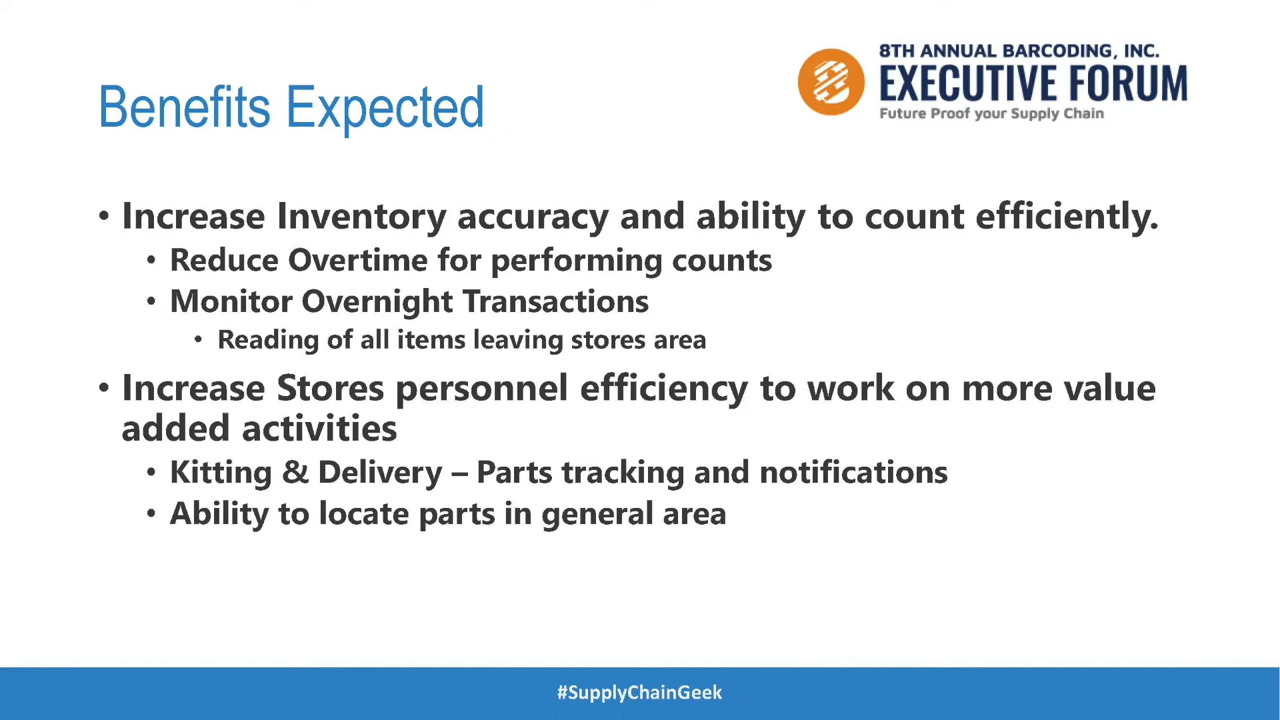 8TH ANNUAL BARCODING, INC.
EXECUTIVE FORUM
Future Proof your Supply Chain
Benefits Expected
• Increase Inventory accuracy and ability to count efficiently.
• Reduce Overtime for performing counts
• Monitor Overnight Transactions
• Reading of all items leaving stores area
• Increase Stores personnel efficiency to work on more value
added activities
• Kitting & Delivery – Parts tracking and notifications
• Ability to locate parts in general area
#SupplyChainGeek